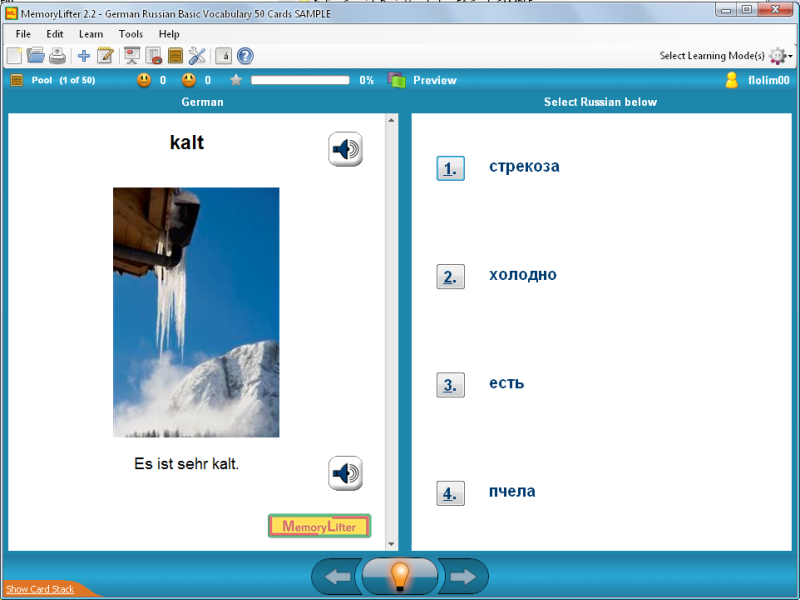 MemoryLifter 2.2 - German Russian Basic Vocabulary 50 Cards SAMPLE
File Edit Learn Tools Help
Select Learning Mode(s)
Pool (1 of 50) 0 0 0% Preview flolim00
German
Select Russian below
kalt
Es ist sehr kalt.
MemoryLifter
1. стрекоза
2. холодно
3. есть
4. пчела
Show Card Stack